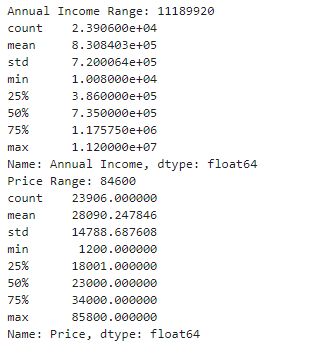 Annual Income Range: 11189920
count    2.390600e+04
mean     8.308403e+05
std      7.200064e+05
min      1.008000e+04
25%      3.860000e+05
50%      7.350000e+05
75%      1.175750e+06
max      1.120000e+07
Name: Annual Income, dtype: float64
Price Range: 84600
count    23906.000000
mean     28090.247846
std      14788.687608
min       1200.000000
25%      18001.000000
50%      23000.000000
75%      34000.000000
max      85800.000000
Name: Price, dtype: float64